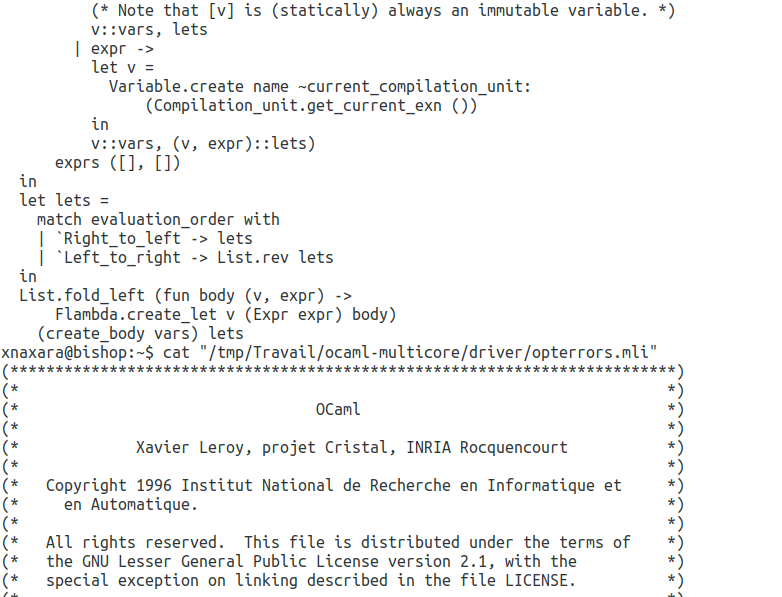 (* Note that [v] is (statically) always an immutable variable. *)
v::vars, lets
| expr ->
let v =
Variable.create name ~current_compilation_unit:
(Compilation_unit.get_current_exn ())
in
v::vars, (v, expr)::lets)
exprs ([], [])
in
let lets =
match evaluation_order with
| `Right_to_left -> lets
| `Left_to_right -> List.rev lets
in
List.fold_left (fun body (v, expr) ->
Flambda.create_let v (Expr expr) body)
(create_body vars) lets
xnaxara@bishop:~$ cat "/tmp/Travail/ocaml-multicore/driver/opterrors.mli"
(**************************************************************************)
(* *)
(* OCaml *)
(* *)
(* Xavier Leroy, projet Cristal, INRIA Rocquencourt *)
(* *)
(* Copyright 1996 Institut National de Recherche en Informatique et *)
(* en Automatique. *)
(* *)
(* All rights reserved. This file is distributed under the terms of *)
(* the GNU Lesser General Public License version 2.1, with the *)
(* special exception on linking described in the file LICENSE. *)
(* *)